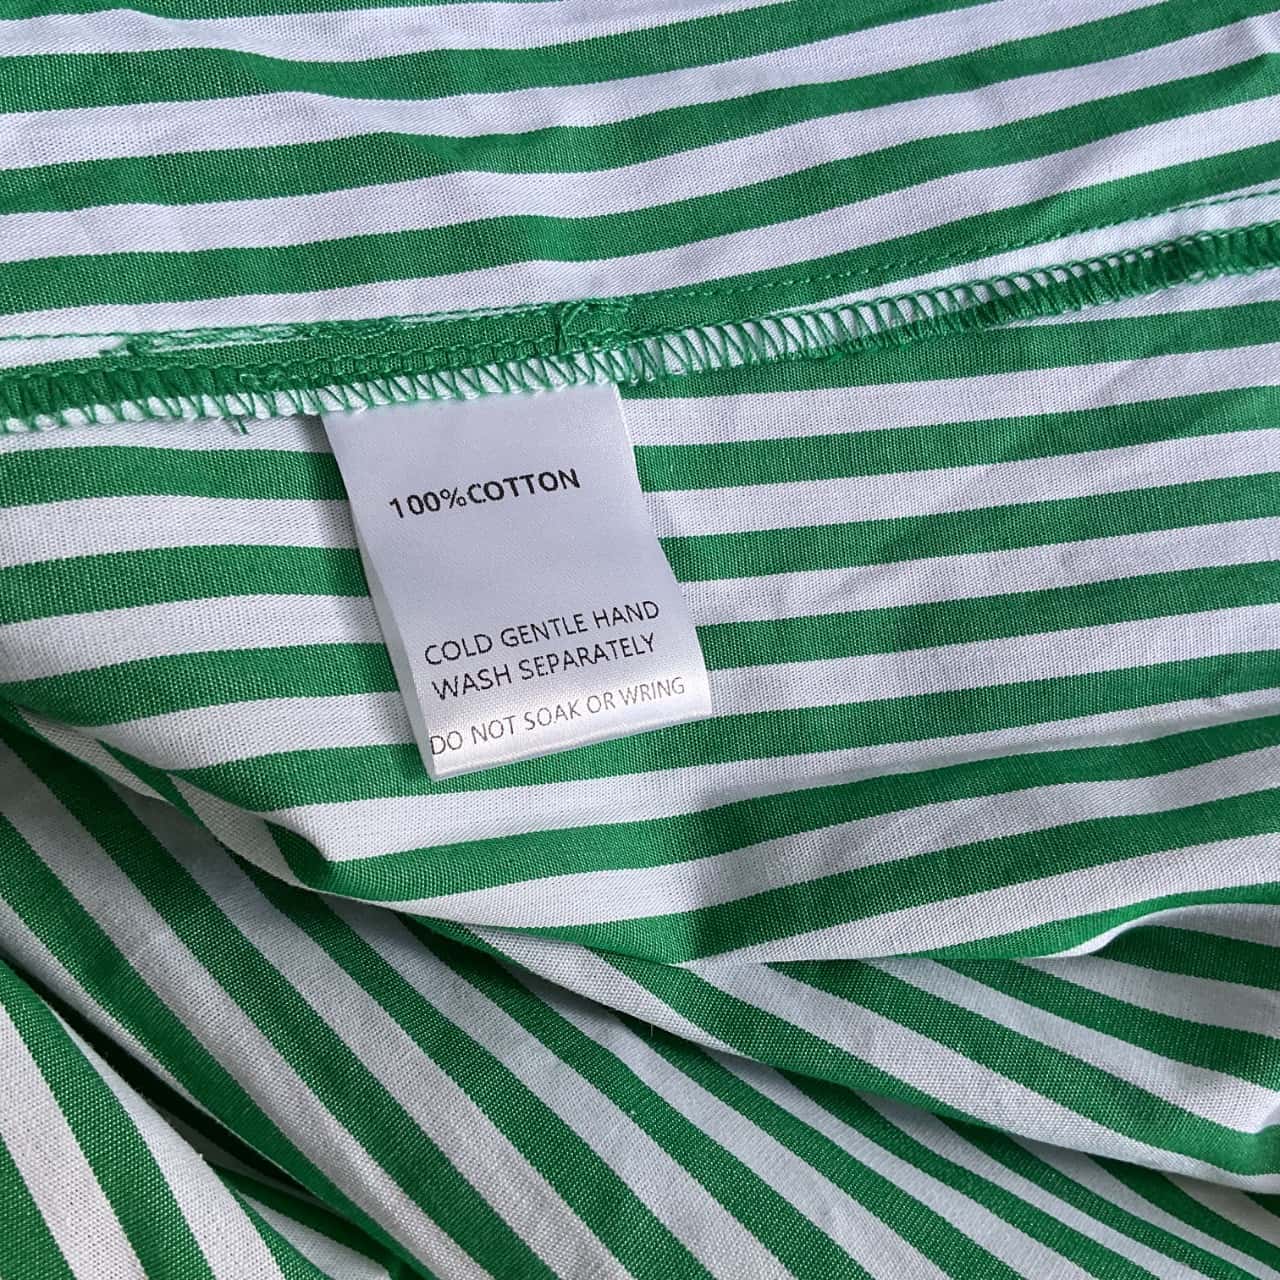 100%COTTON
COLD GENTLE HAND
WASH SEPARATELY
DO NOT SOAK OR WRING